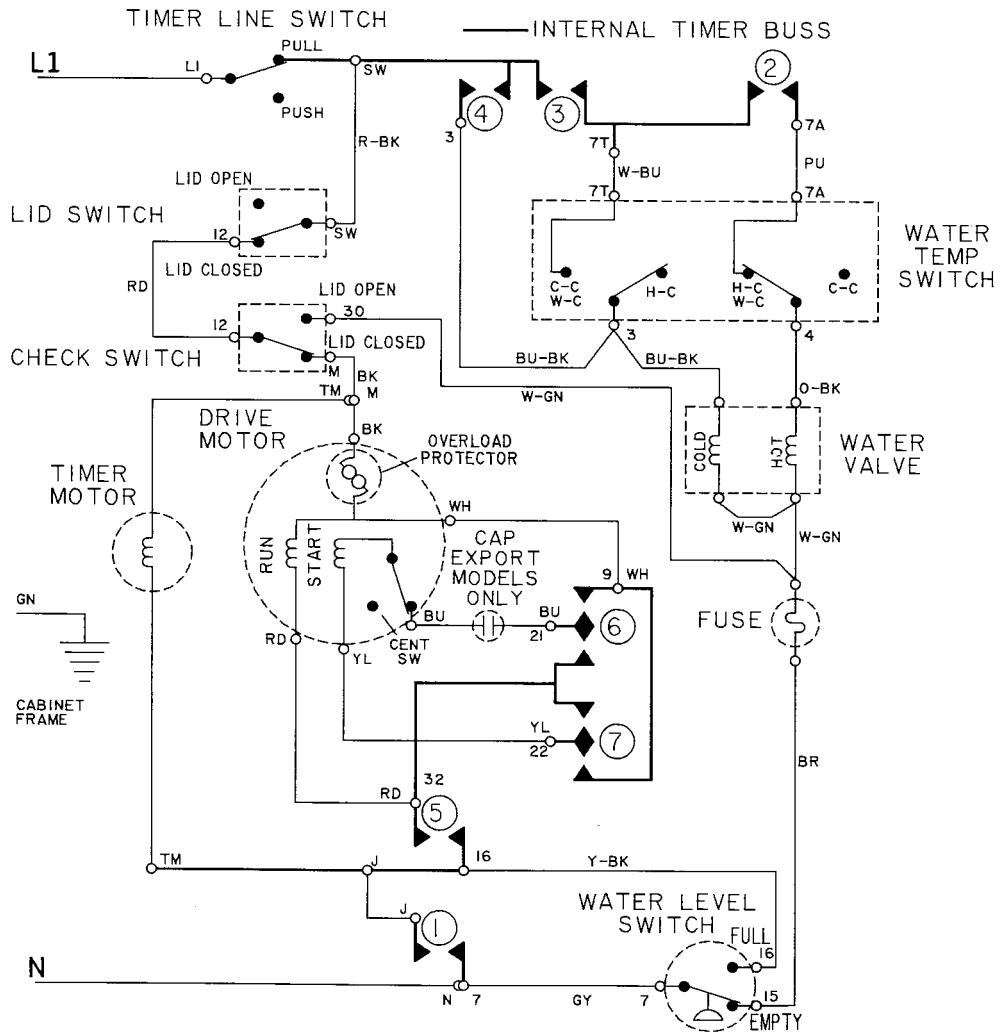 TIMER LINE SWITCH
INTERNAL TIMER BUSS
L1
L1
PULL
SW
PUSH
R-BK
4
3
2
3
7T
7A
W-BU
PU
7T
7A
LID OPEN
LID SWITCH
SW
12
LID CLOSED
RD
WATER
TEMP
SWITCH
C-C
W-C
H-C
H-C
W-C
C-C
3
4
LID OPEN
30
12
LID CLOSED
CHECK SWITCH
M
BU-BK
BU-BK
BK
TM
M
W-GN
O-BK
DRIVE
MOTOR
BK
OVERLOAD
PROTECTOR
COLD
HOT
WATER
VALVE
TIMER
MOTOR
WH
W-GN
W-GN
RUN
START
CAP
EXPORT
MODELS
ONLY
9
WH
GN
BU
BU
21
6
FUSE
RD
YL
CENT
SW
CABINET
FRAME
YL
22
7
BR
32
RD
5
TM
J
16
Y-BK
J
1
WATER LEVEL
SWITCH
FULL
16
N
N
7
GY
7
15
EMPTY